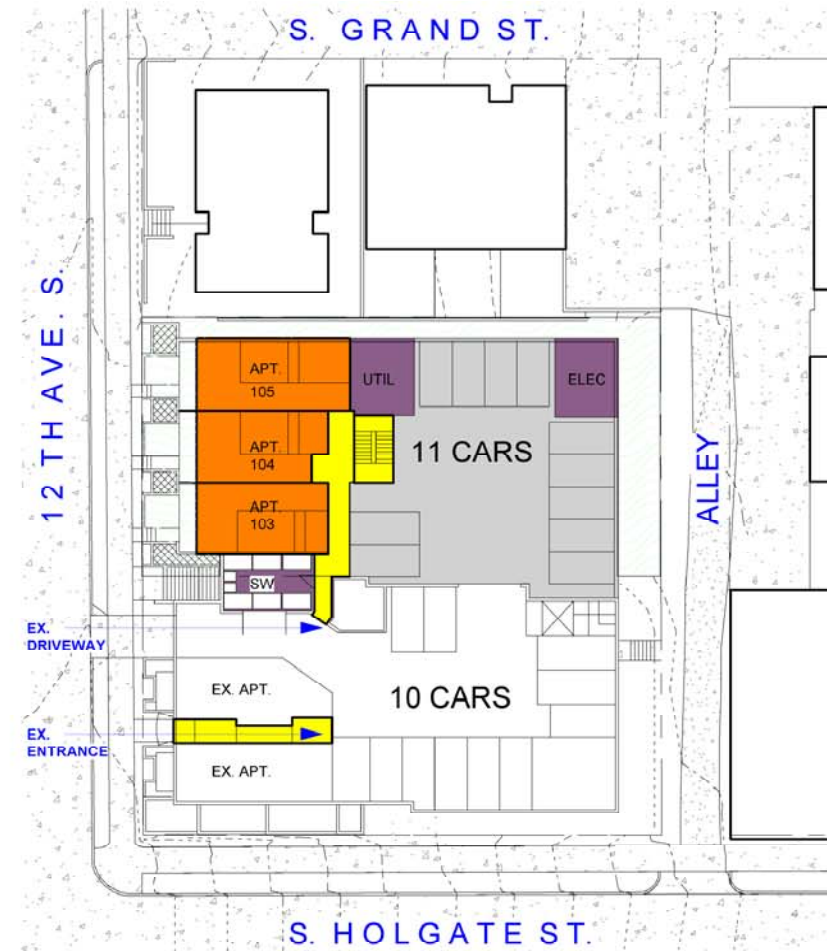 S. GRAND ST.
12 TH AVE. S.
APT.
105
UTIL
ELEC
APT.
104
11 CARS
ALLEY
APT.
103
SW
EX.
DRIVEWAY
EX. APT.
10 CARS
EX.
ENTRANCE
EX. APT.
S. HOLGATE ST.